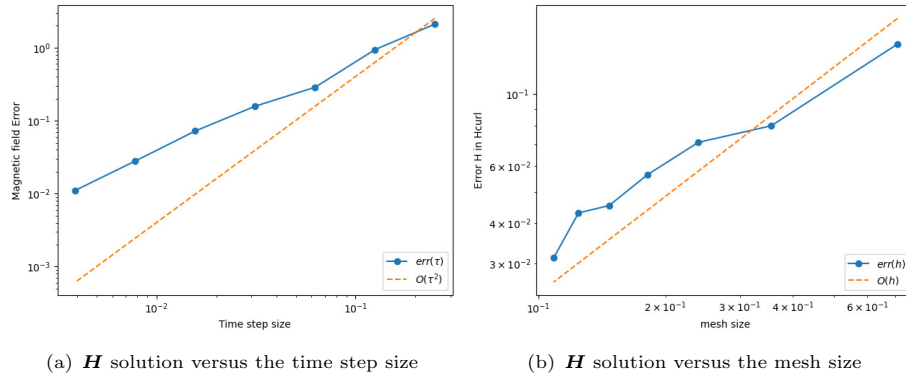 Magnetic field Error
10⁰
10⁻¹
10⁻²
10⁻³
10⁻²
10⁻¹
Time step size
err(τ)
O(τ²)
(a) H solution versus the time step size
Error H in Hcurl
10⁻¹
6 × 10⁻²
4 × 10⁻²
3 × 10⁻²
10⁻¹
2 × 10⁻¹
3 × 10⁻¹
4 × 10⁻¹
6 × 10⁻¹
mesh size
err(h)
O(h)
(b) H solution versus the mesh size